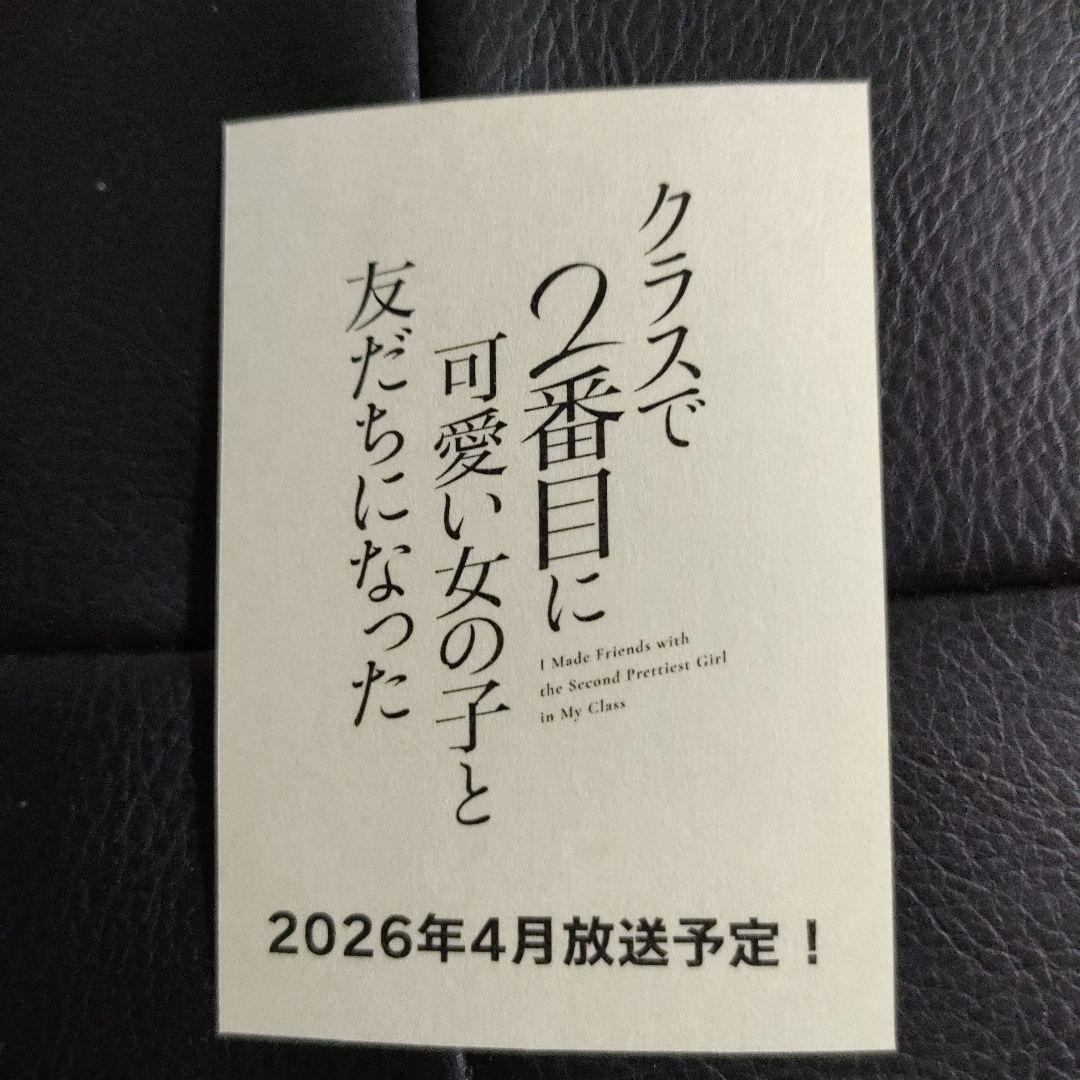 クラスで
2番目に
可愛い女の子と
友だちになった
I Made Friends with
the Second Prettiest Girl
in My Class
2026年4月放送予定！